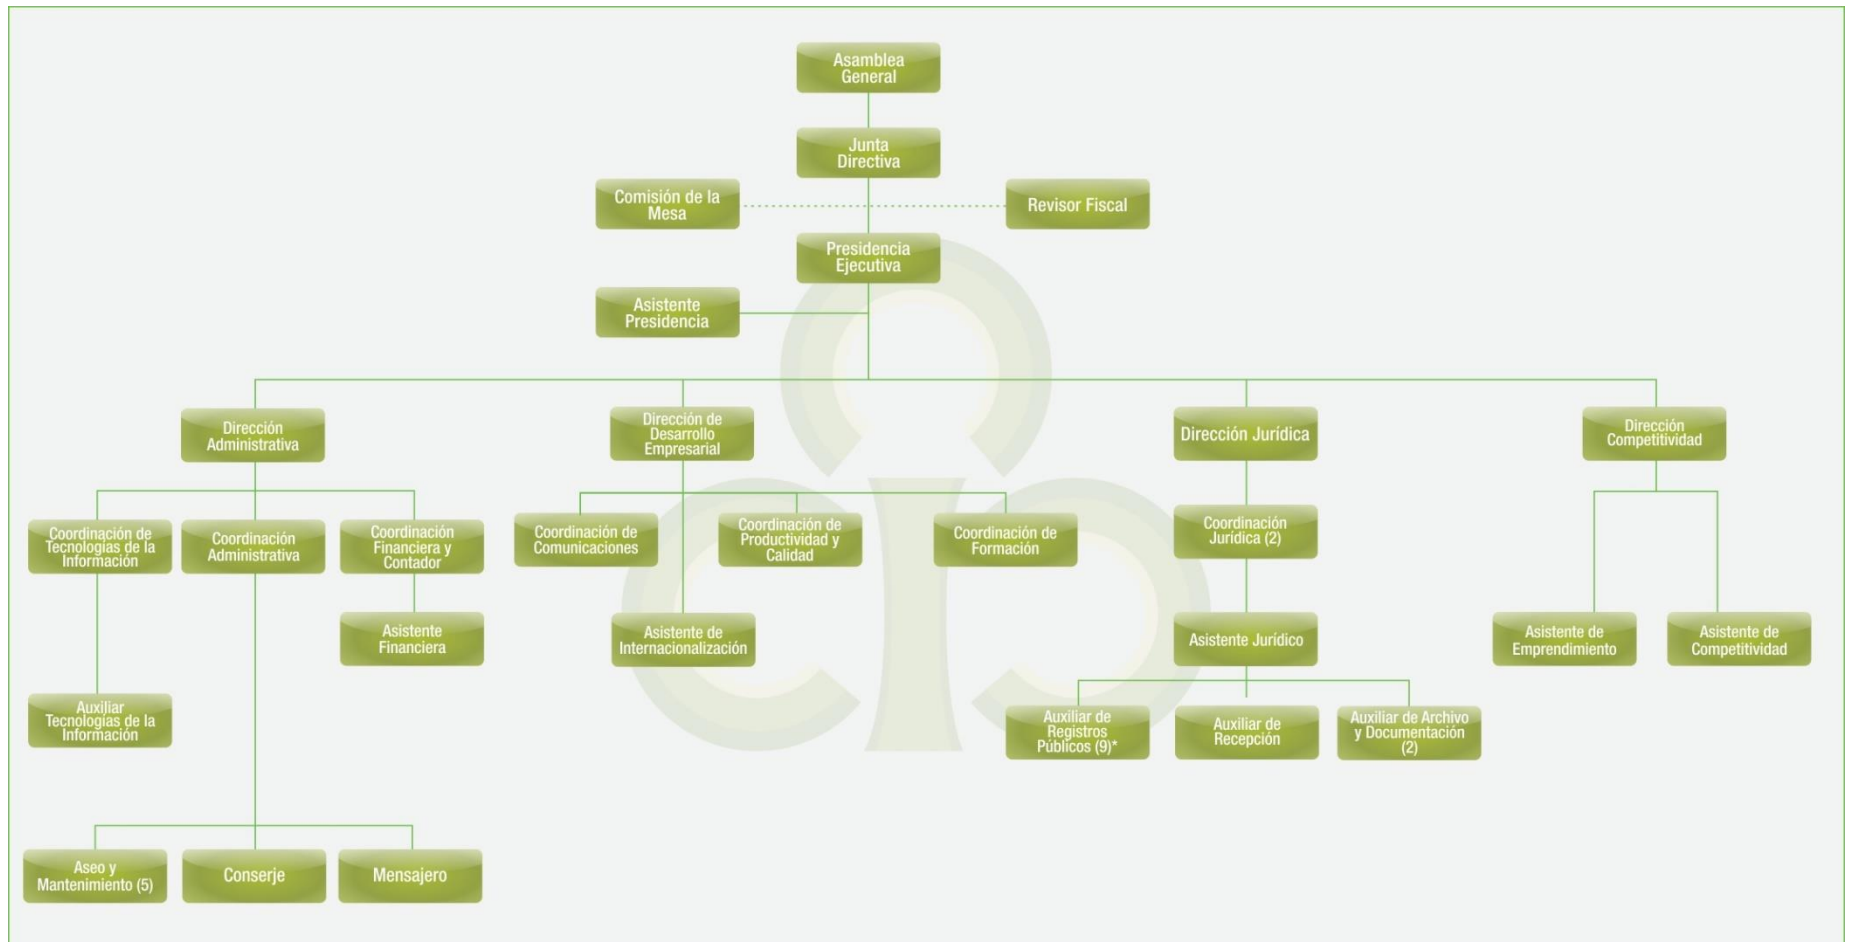 Asamblea
General
Junta
Directiva
Comisión de la
Mesa
Revisor Fiscal
Presidencia
Ejecutiva
Asistente
Presidencia
Dirección
Administrativa
Dirección de
Desarrollo
Empresarial
Dirección Jurídica
Dirección
Competitividad
Coordinación de
Tecnologías de la
Información
Coordinación
Administrativa
Coordinación
Financiera y
Contador
Coordinación de
Comunicaciones
Coordinación de
Productividad y
Calidad
Coordinación de
Formación
Coordinación
Jurídica (2)
Asistente
Financiera
Asistente de
Internacionalización
Asistente Jurídico
Asistente de
Emprendimiento
Asistente de
Competitividad
Auxiliar
Tecnologías de la
Información
Auxiliar de
Registros
Públicos (9)*
Auxiliar de
Recepción
Auxiliar de Archivo
y Documentación
(2)
Aseo y
Mantenimiento (5)
Conserje
Mensajero